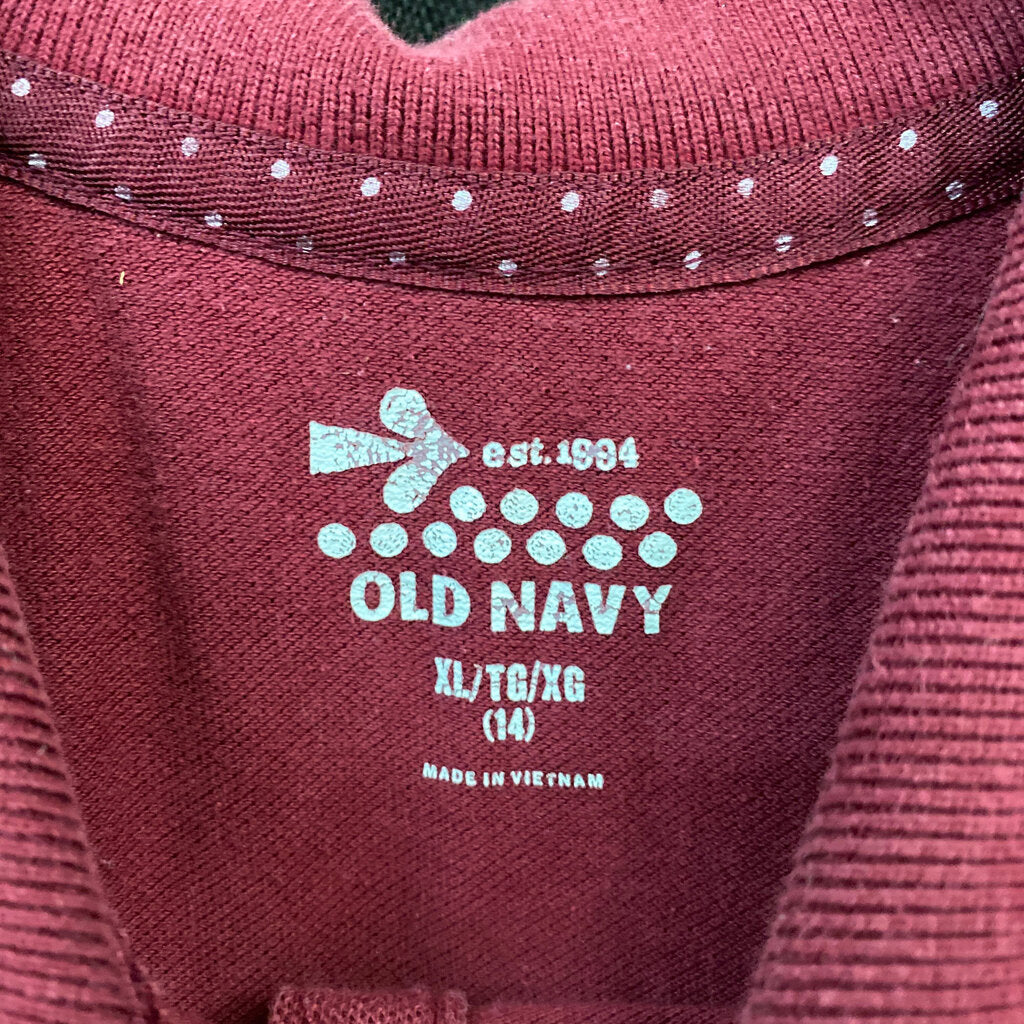 est.1994
OLD NAVY
XL/TG/XG
(14)
MADE IN VIETNAM